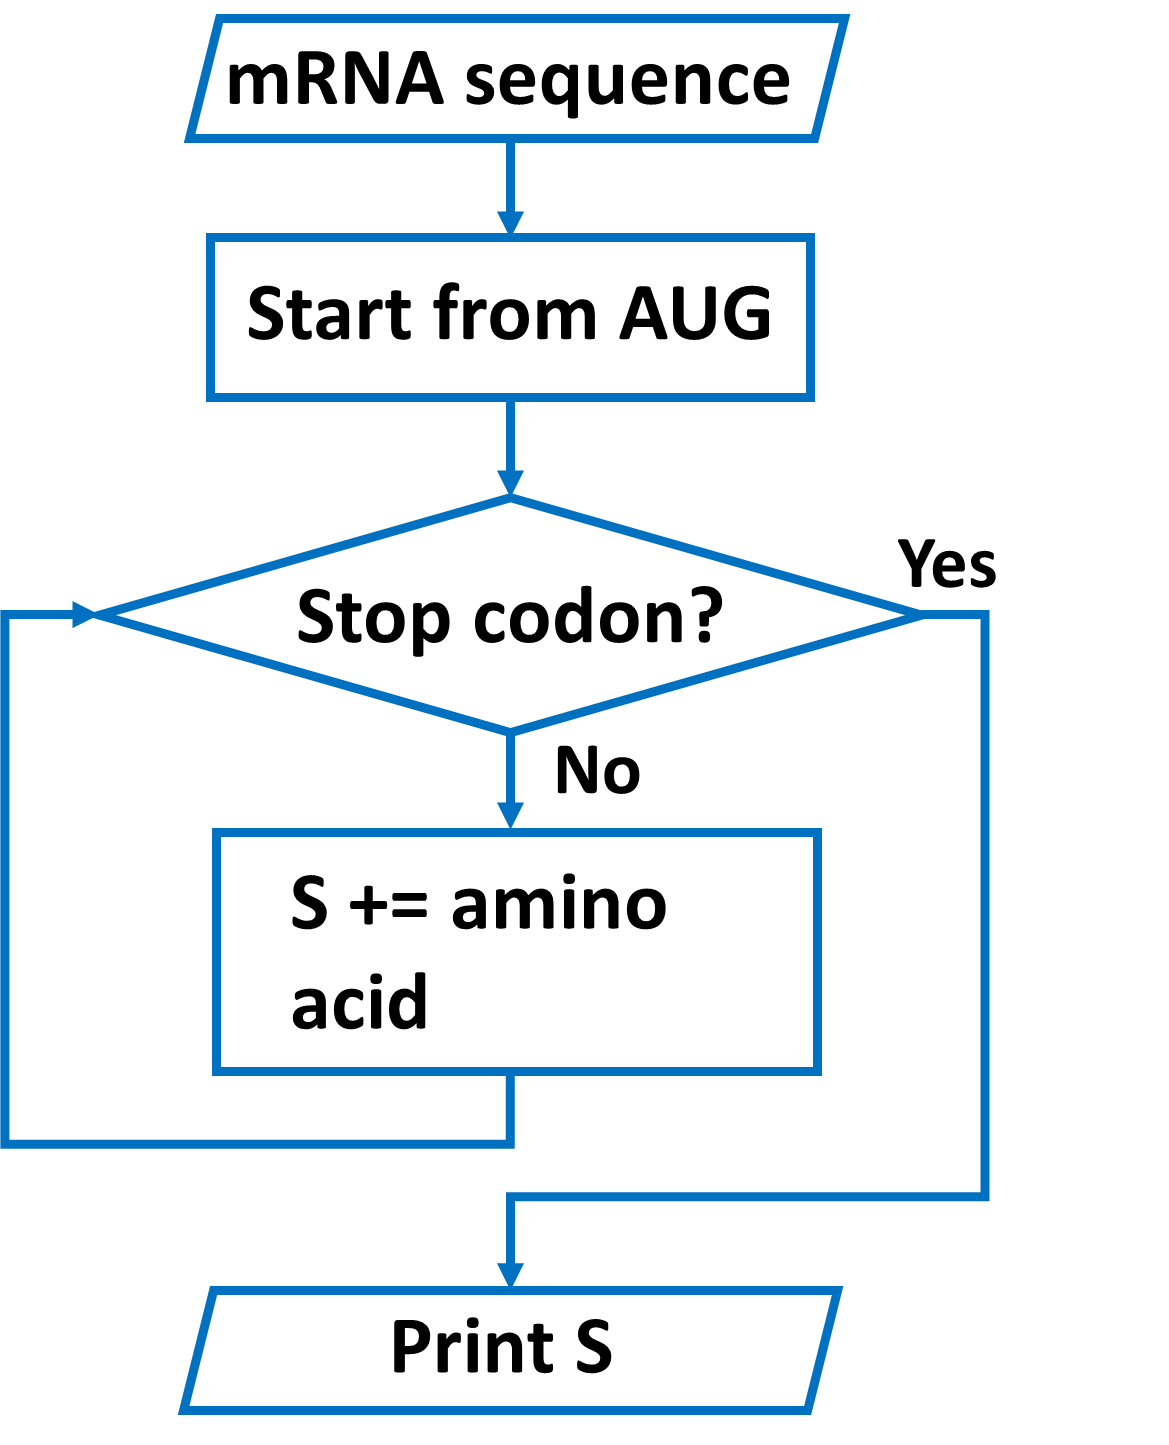 mRNA sequence
Start from AUG
Stop codon?
Yes
No
S += amino
acid
Print S